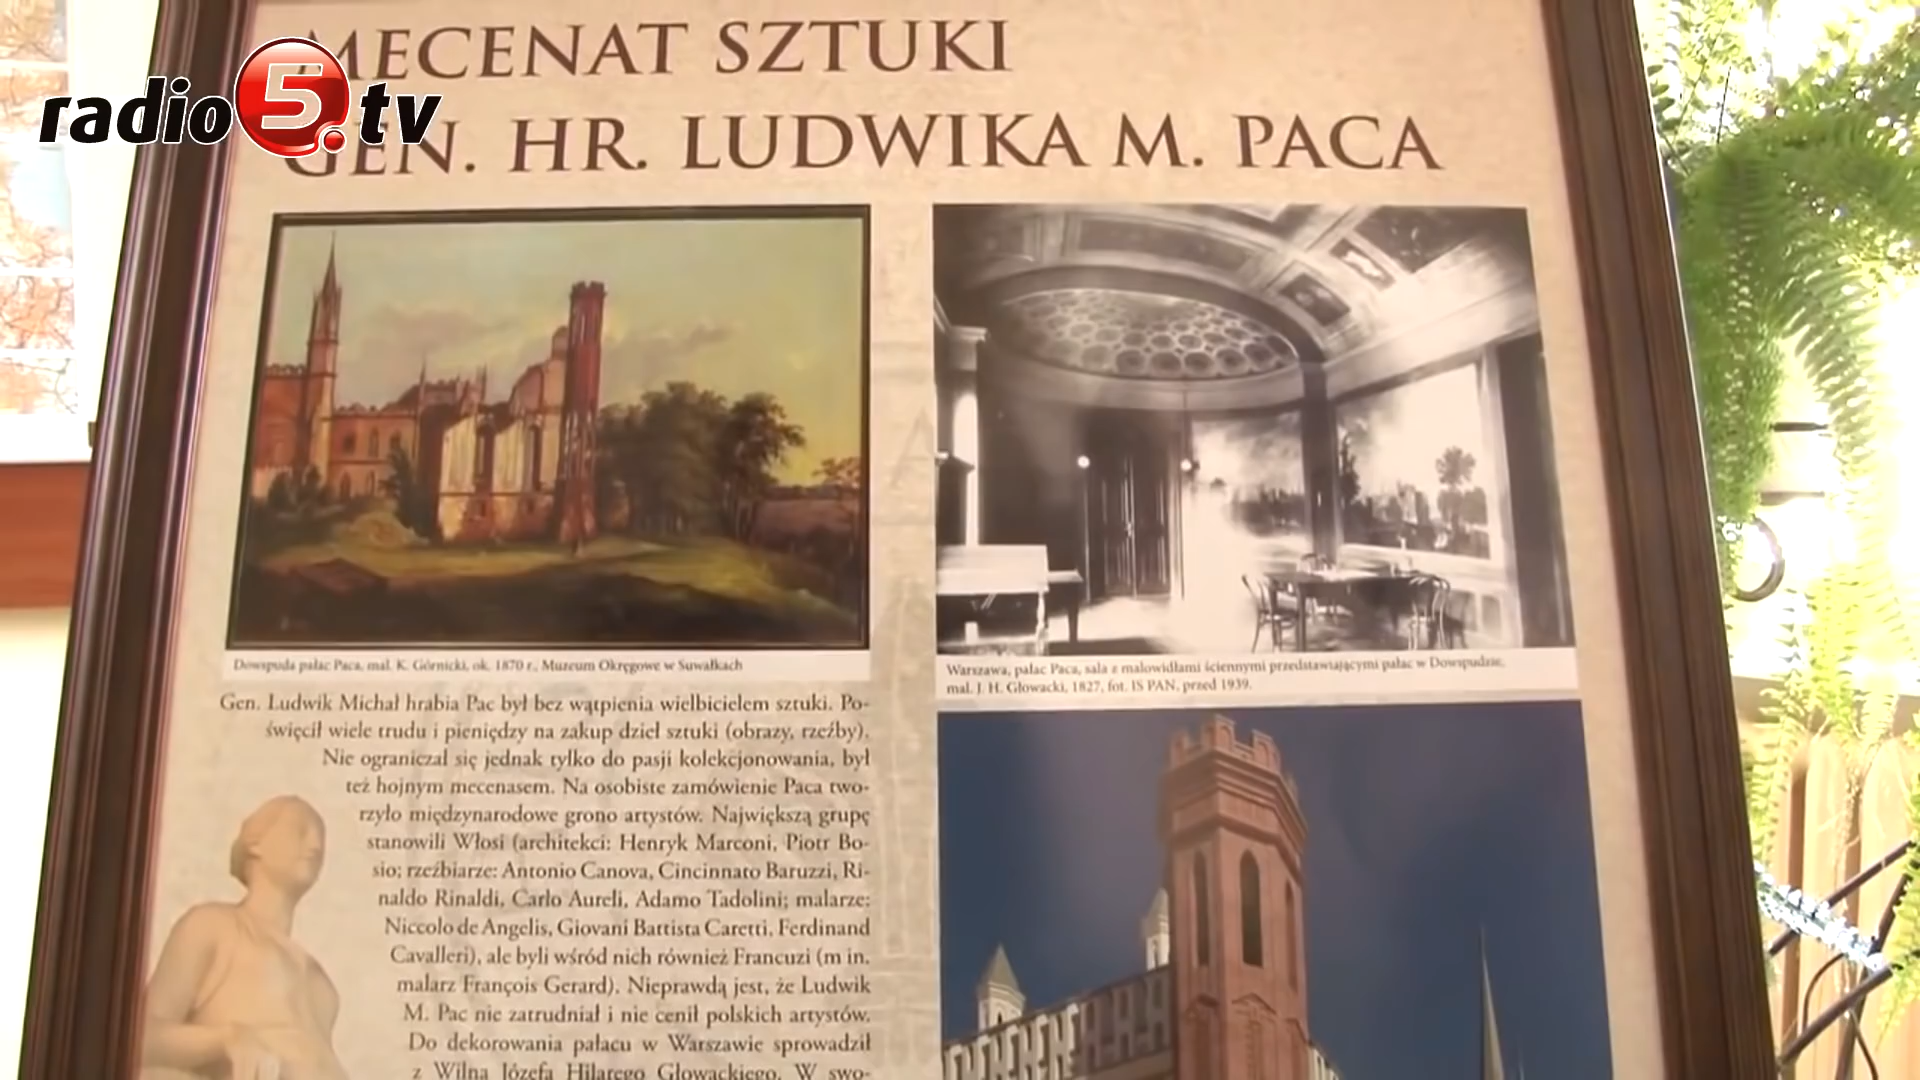 MECENAT SZTUKI
radio 5.tv
GEN. HR. LUDWIKA M. PACA
Dowspuda pałac Paca, mal. K. Górnicki, ok. 1870 r., Muzeum Okręgowe w Suwałkach
Warszawa, pałac Paca, sala z malowidłami ściennymi przedstawiającymi pałac w Dowspudzie,
mal. J. H. Głowacki, 1827, fot. IS PAN, przed 1939.
Gen. Ludwik Michał hrabia Pac był bez wątpienia wielbicielem sztuki. Po-
święcił wiele trudu i pieniędzy na zakup dzieł sztuki (obrazy, rzeźby).
Nie ograniczał się jednak tylko do pasji kolekcjonowania, był
też hojnym mecenasem. Na osobiste zamówienie Paca two-
rzyło międzynarodowe grono artystów. Największą grupę
stanowili Włosi (architekci: Henryk Marconi, Piotr Bo-
sio; rzeźbiarze: Antonio Canova, Cincinnato Baruzzi, Ri-
naldo Rinaldi, Carlo Aureli, Adamo Tadolini; malarze:
Niccolo de Angelis, Giovani Battista Caretti, Ferdinand
Cavalleri), ale byli wśród nich również Francuzi (m in.
malarz François Gerard). Nieprawdą jest, że Ludwik
M. Pac nie zatrudniał i nie cenił polskich artystów.
Do dekorowania pałacu w Warszawie sprowadził
z Wilna Józefa Hilarego Głowackiego. W swo-